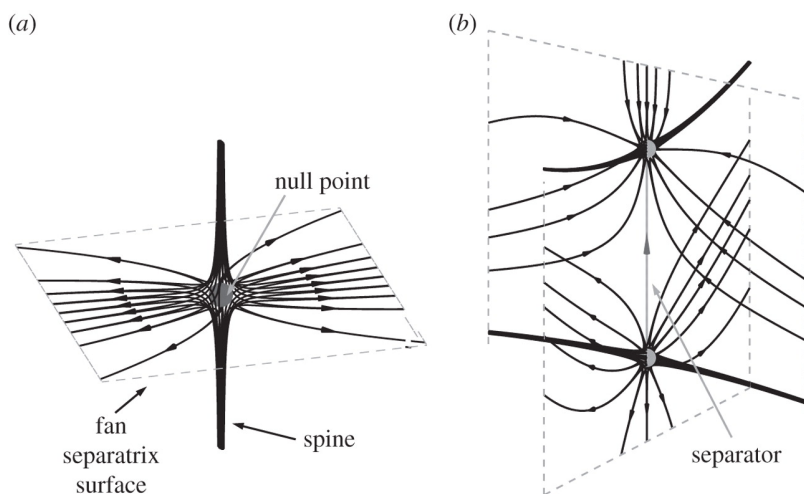 (a)
null point
fan
separatrix
surface
spine
(b)
separator